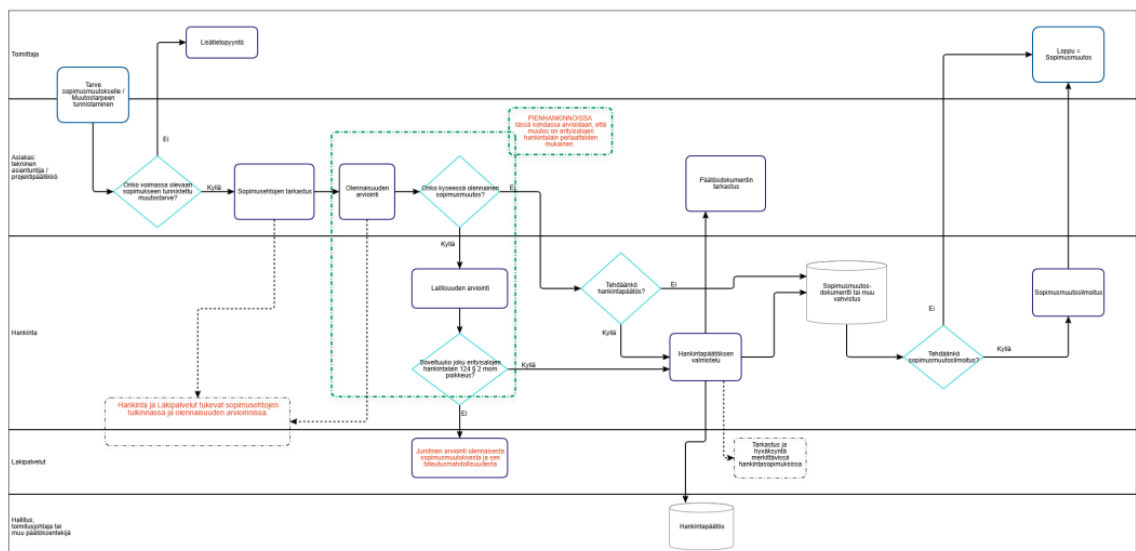 Toimittaja
Tarve
sopimusmuutokselle /
Muutostarpeen
tunnistaminen
Lisätietopyyntö
Loppu =
Sopimusmuutos
Asiakas:
tekninen
asiantuntija /
projektipäällikkö
Ei
Onko voimassa olevaan
sopimukseen tunnistettu
muutostarve?
Kyllä
Sopimusehtojen tarkastus
Olennaisuuden
arviointi
Onko kyseessä olennainen
sopimusmuutos?
Ei
Kyllä
PIENHANKINNOISSA
tässä kohdassa arvioidaan, että
muutos on erityisalojen
hankintalain periaatteiden
mukainen.
Päätösdokumentin
tarkastus
Hankinta
Laillisuuden arviointi
Soveltuuko joku erityisalojen
hankintalain 124 § 2 mom
poikkeus?
Kyllä
Ei
Tehdäänkö
hankintapäätös?
Ei
Kyllä
Hankintapäätöksen
valmistelu
Sopimusmuutos-
dokumentti tai muu
vahvistus
Ei
Tehdäänkö
sopimusmuutosilmoitus?
Kyllä
Sopimusmuutosilmoitus
Hankinta ja Lakipalvelut tukevat sopimusehtojen
tulkinnassa ja olennaisuuden arvioinnissa.
Lakipalvelut
Juridinen arviointi olennaisesta
sopimusmuutoksesta ja sen
toteutusmahdollisuudesta
Tarkastus ja
hyväksyntä
merkittävissä
hankintasopimuksissa
Hallitus,
toimitusjohtaja tai
muu päätöksentekijä
Hankintapäätös